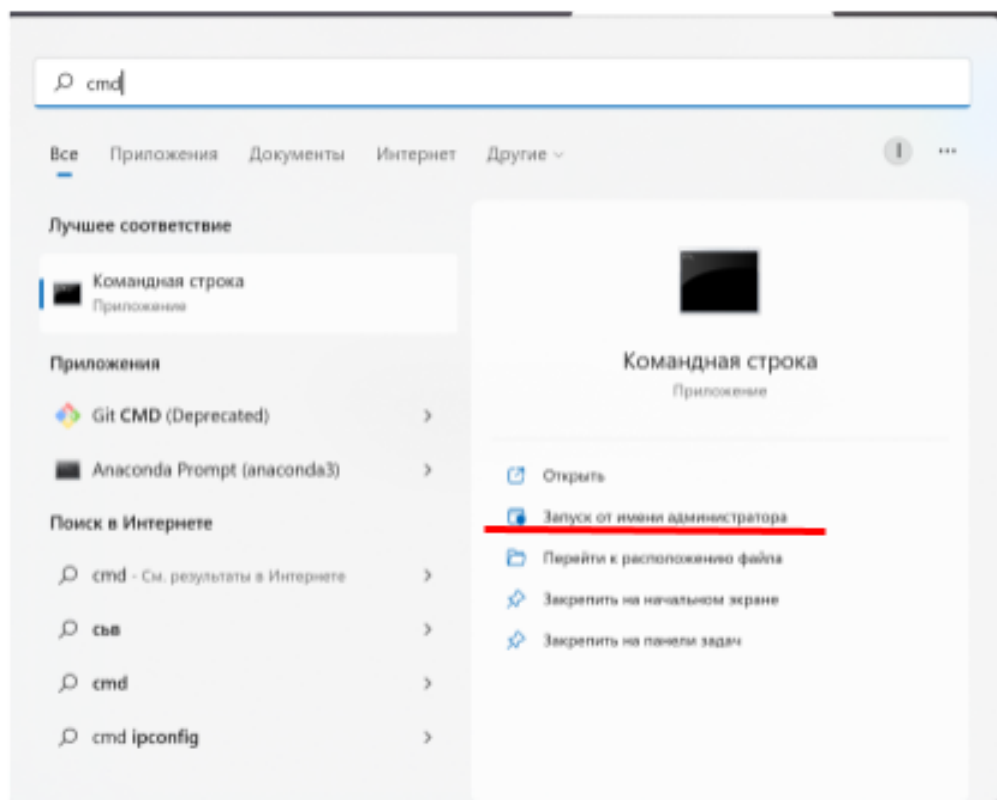 cmd
Все Приложения Документы Интернет Другие I ...
Лучшее соответствие
Командная строка
Приложение
Приложения
Git CMD (Deprecated)
Anaconda Prompt (anaconda3)
Поиск в Интернете
cmd - См. результаты в Интернете
сьв
cmd
cmd ipconfig
Командная строка
Приложение
Открыть
Запуск от имени администратора
Перейти к расположению файла
Закрепить на начальном экране
Закрепить на панели задач